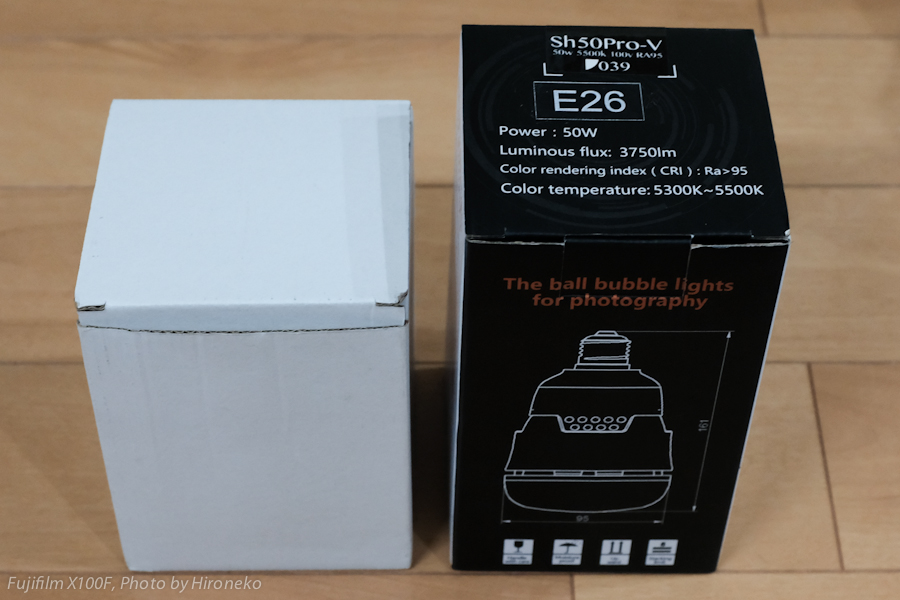 Sh50Pro-V
50w 5500k 100v RA95
039
E26
Power : 50W
Luminous flux: 3750lm
Color rendering index ( CRI ) : Ra>95
Color temperature: 5300K~5500K
The ball bubble lights
for photography
161
95
Fujifilm X100F, Photo by Hironeko